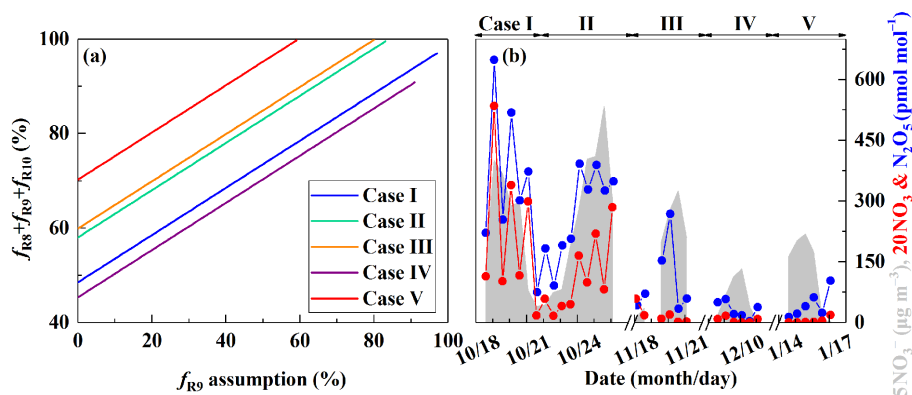 (a)
100
80
60
40
f_R8+f_R9+f_R10 (%)
Case I
Case II
Case III
Case IV
Case V
0 20 40 60 80 100
f_R9 assumption (%)
Case I II III IV V
(b)
600
450
300
150
0
10/18 10/21 10/24 11/18 11/21 12/10 1/14 1/17
Date (month/day)
5NO₃⁻ (μg m⁻³), 20NO₃ & N₂O₅ (pmol mol⁻¹)